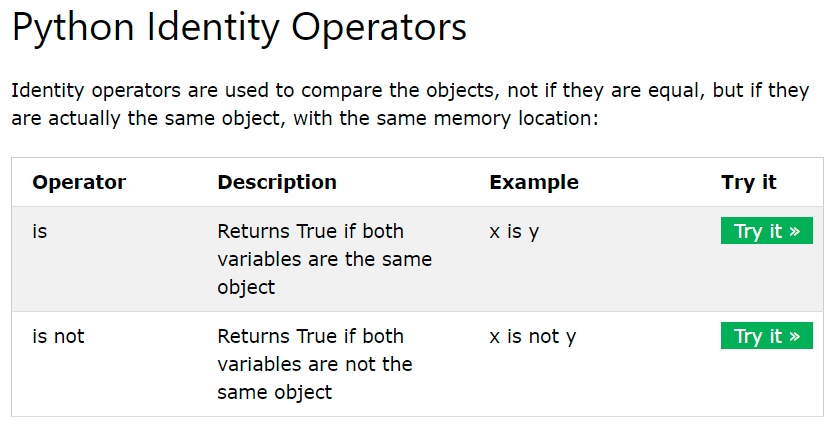 Python Identity Operators
Identity operators are used to compare the objects, not if they are equal, but if they
are actually the same object, with the same memory location:
Operator Description Example Try it
is Returns True if both x is y Try it »
variables are the same
object
is not Returns True if both x is not y Try it »
variables are not the
same object